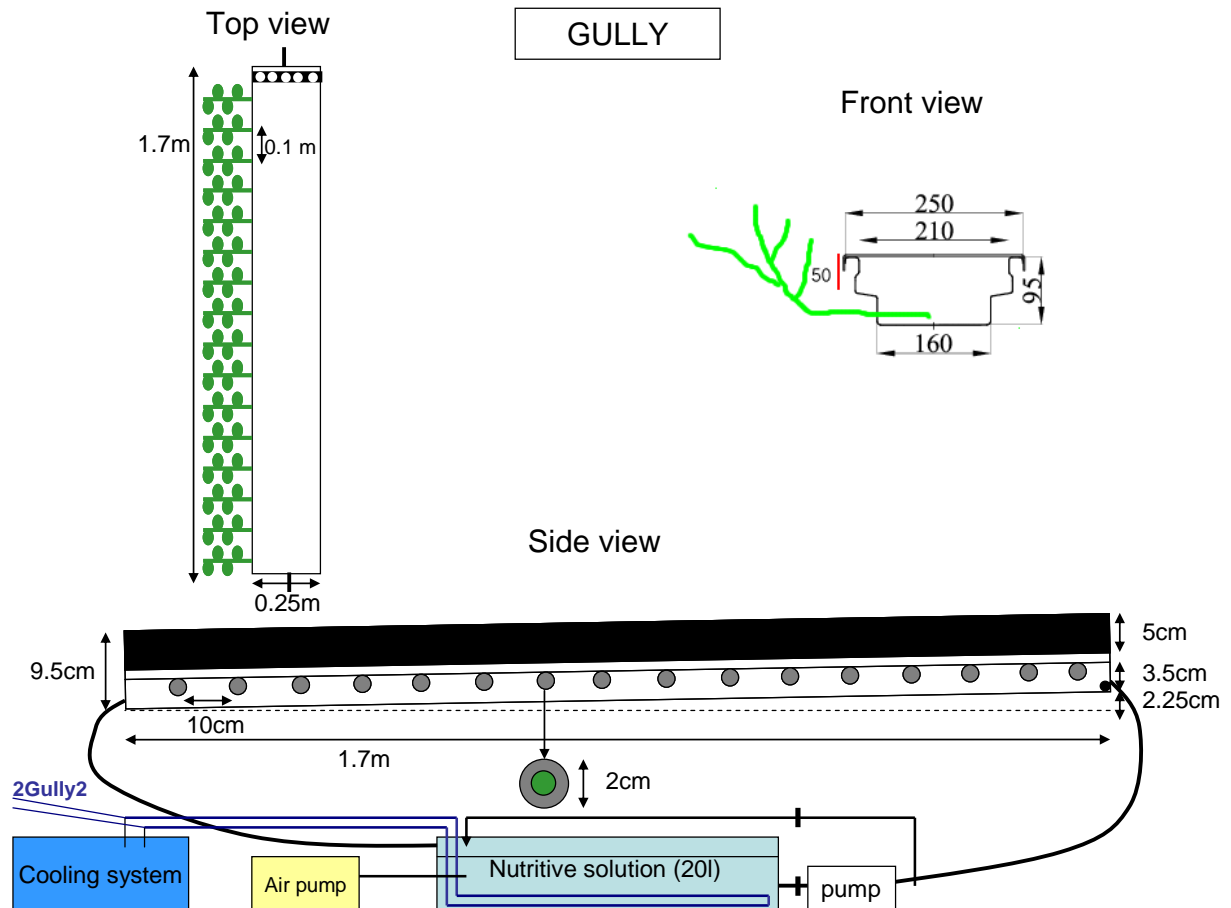 Top view
GULLY
Front view
1.7m
0.1 m
250
210
50
95
160
0.25m
Side view
9.5cm
5cm
3.5cm
2.25cm
10cm
1.7m
2cm
2Gully2
Cooling system
Air pump
Nutritive solution (20l)
pump